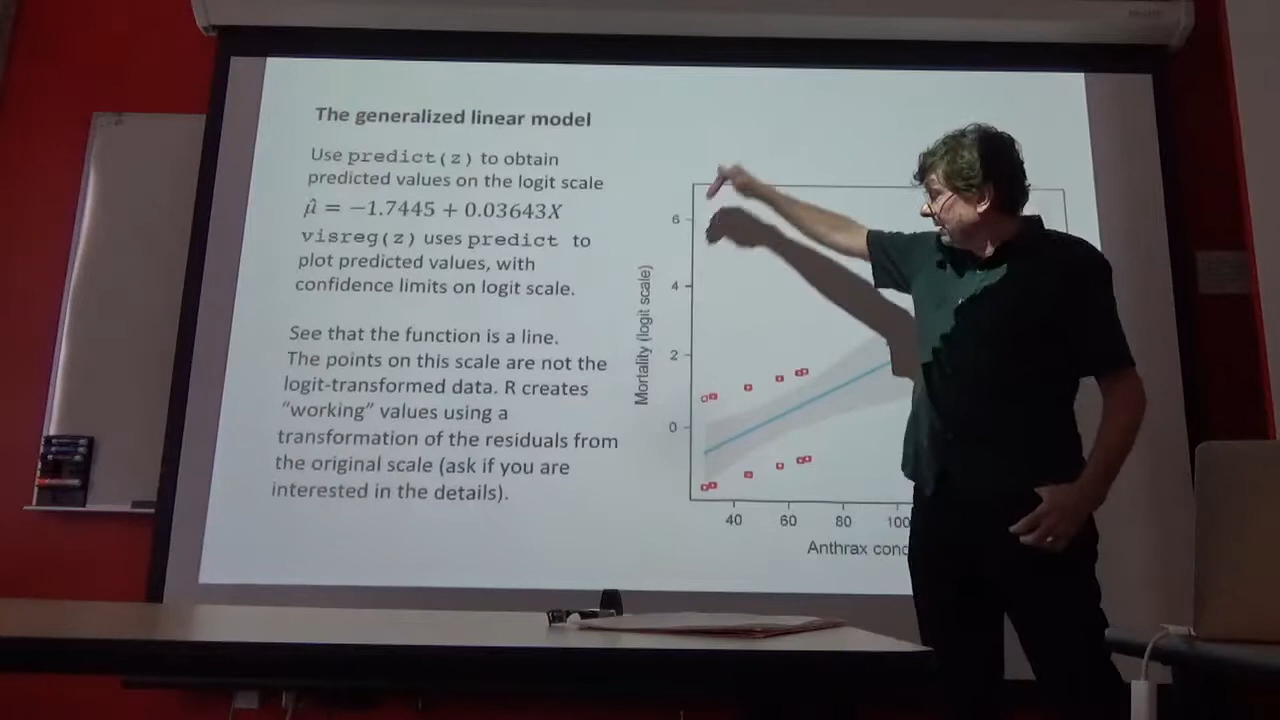 The generalized linear model
Use predict(z) to obtain
predicted values on the logit scale
μ̂ = −1.7445 + 0.03643X
visreg(z) uses predict to
plot predicted values, with
confidence limits on logit scale.
See that the function is a line.
The points on this scale are not the
logit-transformed data. R creates
“working” values using a
transformation of the residuals from
the original scale (ask if you are
interested in the details).
Mortality (logit scale)
6
4
2
0
40 60 80 100
Anthrax conc